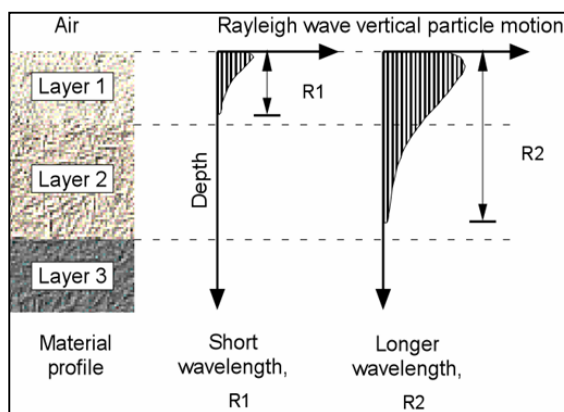 Air
Rayleigh wave vertical particle motion
Layer 1
R1
Layer 2
R2
Depth
Layer 3
Material
profile
Short
wavelength,
R1
Longer
wavelength,
R2